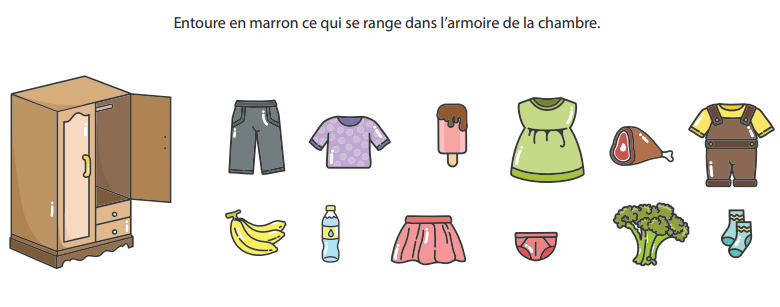 Entoure en marron ce qui se range dans l’armoire de la chambre.